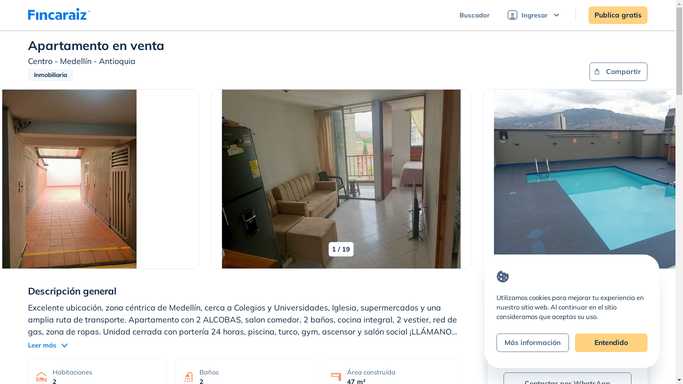 Fincaraiz
Buscador
Ingresar
Publica gratis
Apartamento en venta
Centro - Medellín - Antioquia
Inmobiliaria
Compartir
1 / 19
Descripción general
Excelente ubicación, zona céntrica de Medellín, cerca a Colegios y Universidades, Iglesia, supermercados y una
amplia ruta de transporte. Apartamento con 2 ALCOBAS, salon comedor, 2 baños, cocina integral, 2 vestier, red de
gas, zona de ropas. Unidad cerrada con portería 24 horas, piscina, turco, gym, ascensor y salón social ¡LLÁMANO...
Leer más
Habitaciones
2
Baños
2
Área construida
47 m²
Utilizamos cookies para mejorar tu experiencia en
nuestro sitio web. Al continuar en el sitio
consideramos que aceptas su uso.
Más información
Entendido
Contactar por WhatsApp